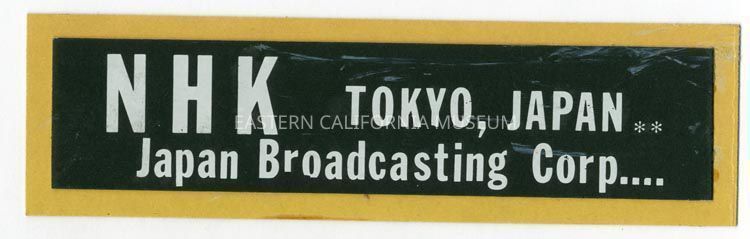 NHK TOKYO, JAPAN **
EASTERN CALIFORNIA MUSEUM
Japan Broadcasting Corp....